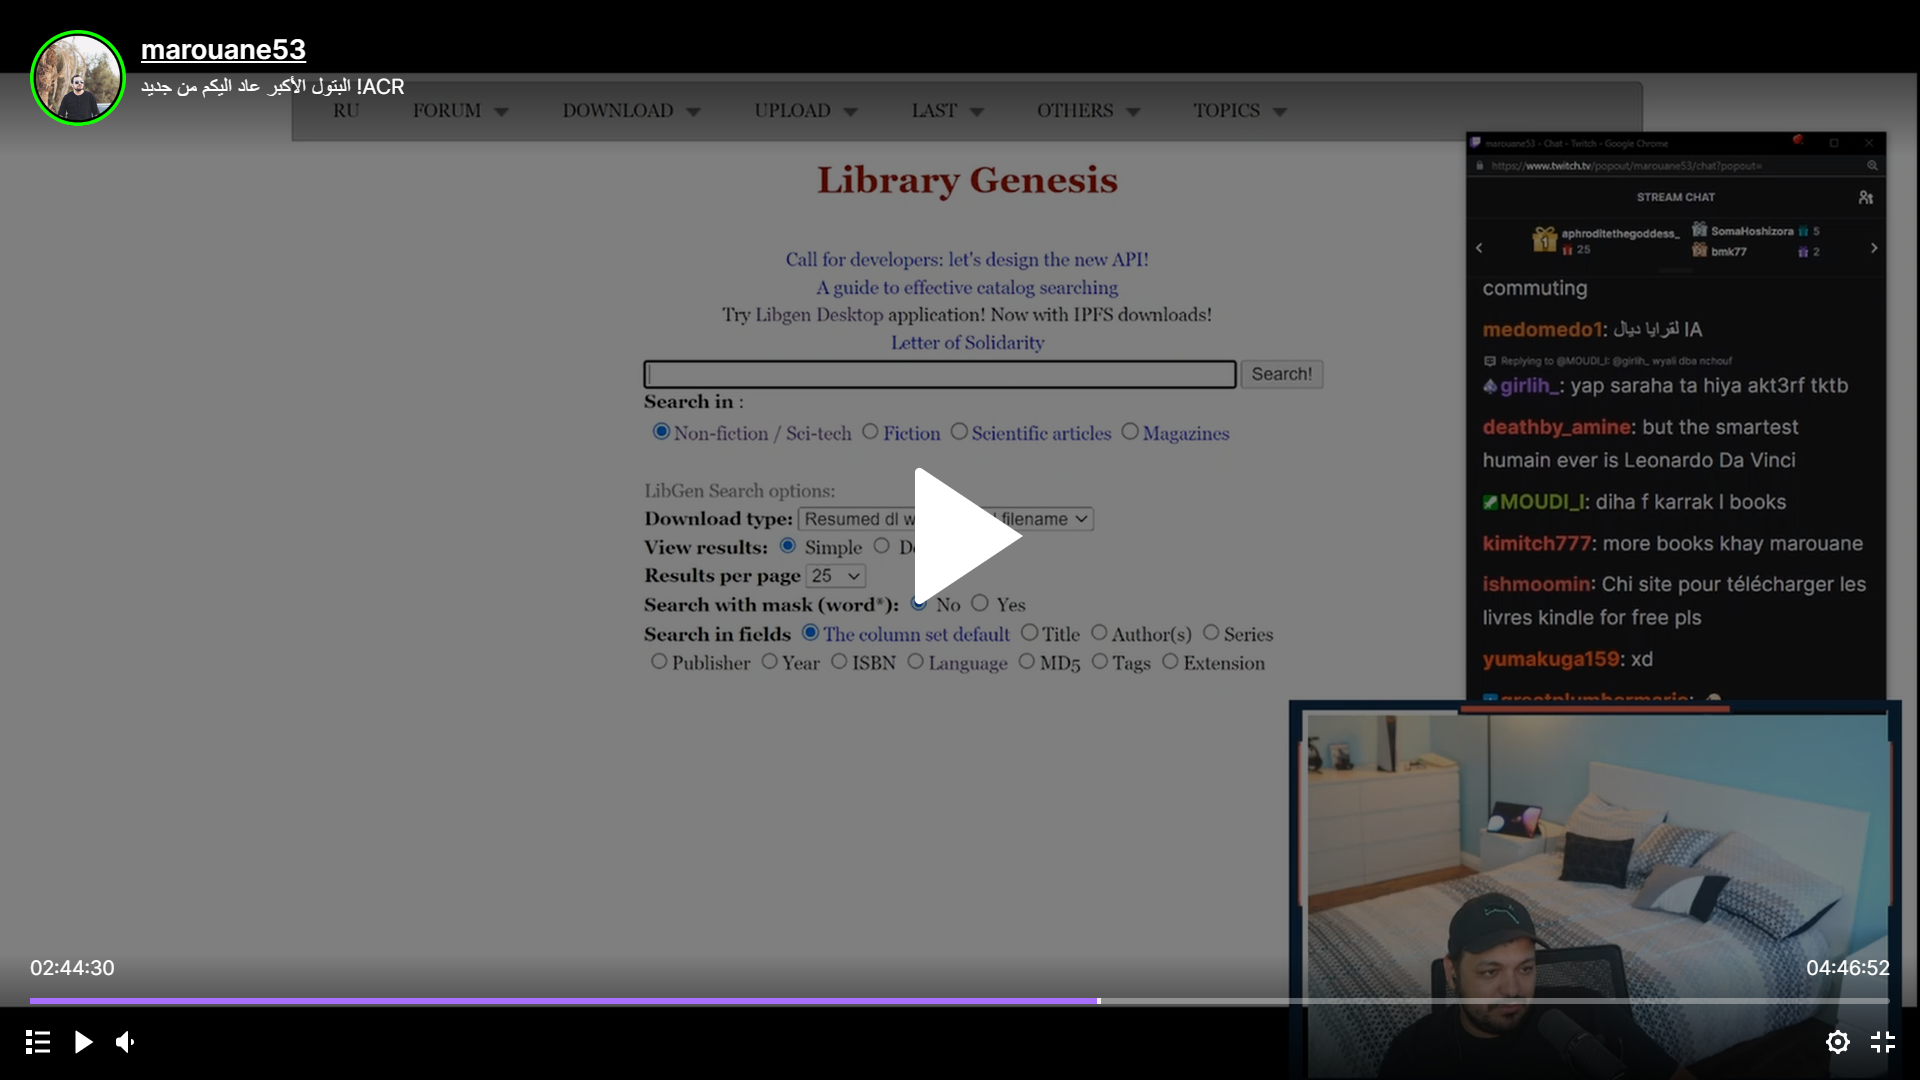 marouane53
البتول الأكبر عاد اليكم من جديد !ACR
RU FORUM DOWNLOAD UPLOAD LAST OTHERS TOPICS
Library Genesis
Call for developers: let's design the new API!
A guide to effective catalog searching
Try Libgen Desktop application! Now with IPFS downloads!
Letter of Solidarity
Search!
Search in :
Non-fiction / Sci-tech Fiction Scientific articles Magazines
LibGen Search options:
Download type: Resumed dl w filename
View results: Simple
Results per page 25
Search with mask (word*): No Yes
Search in fields The column set default Title Author(s) Series
Publisher Year ISBN Language MD5 Tags Extension
marouane53 - Chat - Twitch - Google Chrome
https://www.twitch.tv/popout/marouane53/chat?popout=
STREAM CHAT
1 aphroditethegoddess_ 25
SomaHoshizora 5
bmk77 2
commuting
medomedo1: لقرايا ديال IA
Replying to @MOUDI_I: @girlih_ wyali dba nchouf
girlih_: yap saraha ta hiya akt3rf tktb
deathby_amine: but the smartest
humain ever is Leonardo Da Vinci
MOUDI_I: diha f karrak l books
kimitch777: more books khay marouane
ishmoomin: Chi site pour télécharger les
livres kindle for free pls
yumakuga159: xd
02:44:30
04:46:52